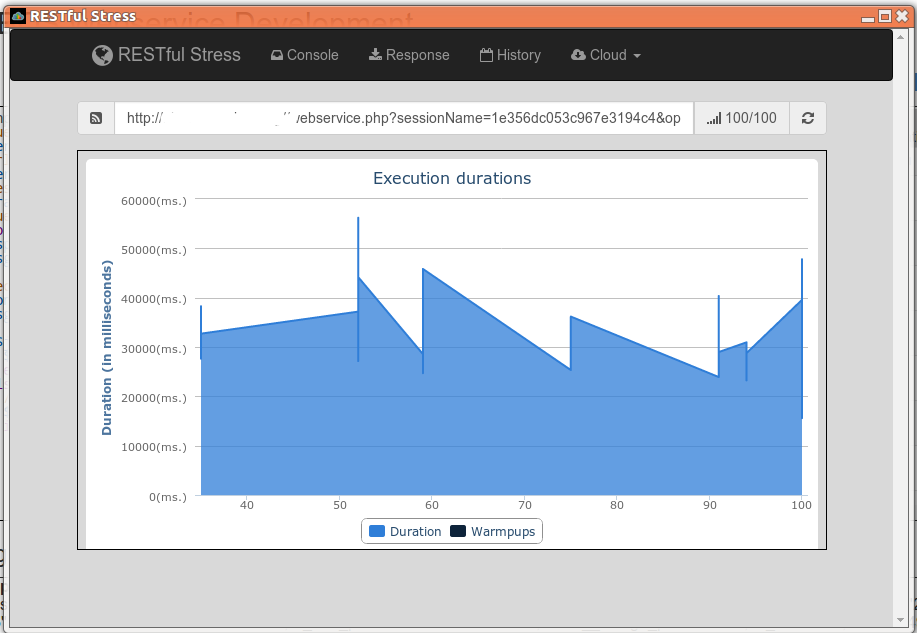 RESTful Stress
RESTful Stress Console Response History Cloud
http:// webservice.php?sessionName=1e356dc053c967e3194c4&op 100/100
Execution durations
60000(ms.)
50000(ms.)
40000(ms.)
30000(ms.)
20000(ms.)
10000(ms.)
0(ms.)
Duration (in milliseconds)
40 50 60 70 80 90 100
Duration Warmpups